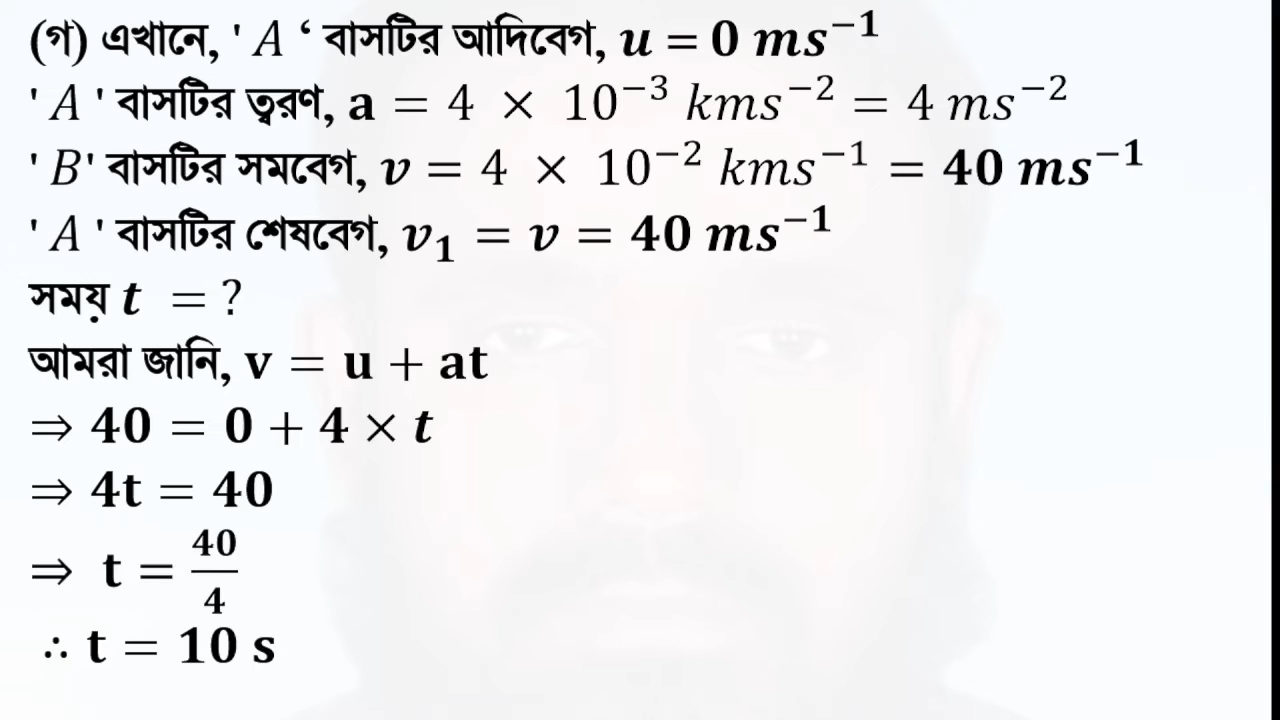 (গ) এখানে, ' A ‘ বাসটির আদিবেগ, u = 0 ms⁻¹
' A ' বাসটির ত্বরণ, a = 4 × 10⁻³ kms⁻² = 4 ms⁻²
' B' বাসটির সমবেগ, v = 4 × 10⁻² kms⁻¹ = 40 ms⁻¹
' A ' বাসটির শেষবেগ, v₁ = v = 40 ms⁻¹
সময় t = ?
আমরা জানি, v = u + at
⇒ 40 = 0 + 4 × t
⇒ 4t = 40
⇒ t = 40/4
∴ t = 10 s